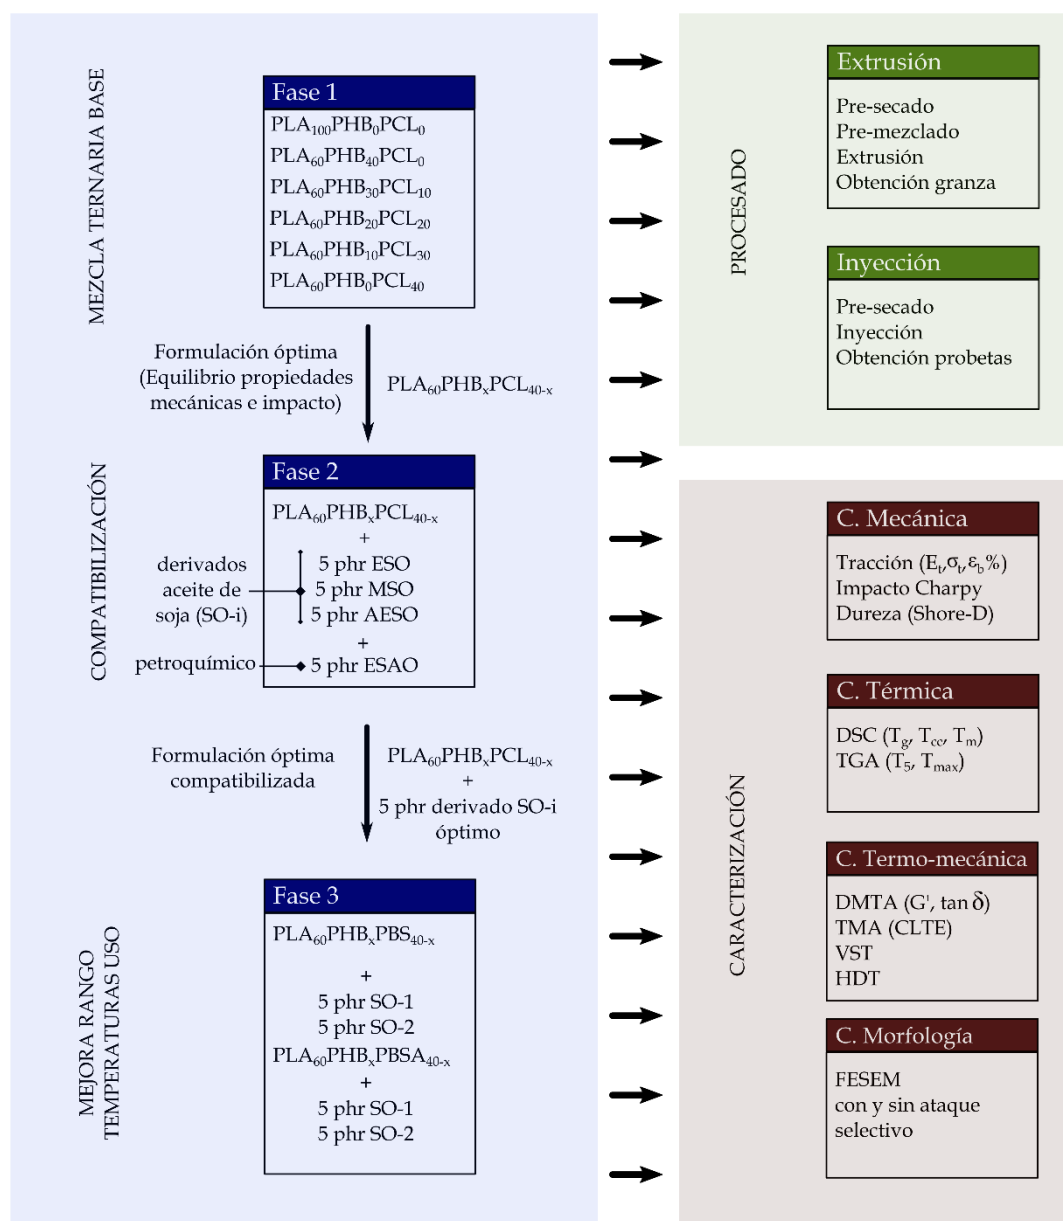 MEZCLA TERNARIA BASE
Fase 1
PLA₁₀₀PHB₀PCL₀
PLA₆₀PHB₄₀PCL₀
PLA₆₀PHB₃₀PCL₁₀
PLA₆₀PHB₂₀PCL₂₀
PLA₆₀PHB₁₀PCL₃₀
PLA₆₀PHB₀PCL₄₀
Formulación óptima
(Equilibrio propiedades
mecánicas e impacto)
PLA₆₀PHBₓPCL₄₀₋ₓ
COMPATIBILIZACIÓN
Fase 2
PLA₆₀PHBₓPCL₄₀₋ₓ
+
derivados
aceite de
soja (SO-i)
5 phr ESO
5 phr MSO
5 phr AESO
+
petroquímico
5 phr ESAO
Formulación óptima
compatibilizada
PLA₆₀PHBₓPCL₄₀₋ₓ
+
5 phr derivado SO-i
óptimo
MEJORA RANGO
TEMPERATURAS USO
Fase 3
PLA₆₀PHBₓPBS₄₀₋ₓ
+
5 phr SO-1
5 phr SO-2
PLA₆₀PHBₓPBSA₄₀₋ₓ
+
5 phr SO-1
5 phr SO-2
PROCESADO
Extrusión
Pre-secado
Pre-mezclado
Extrusión
Obtención granza
Inyección
Pre-secado
Inyección
Obtención probetas
CARACTERIZACIÓN
C. Mecánica
Tracción (Eₜ,σₜ,ε_b%)
Impacto Charpy
Dureza (Shore-D)
C. Térmica
DSC (T_g, T_cc, T_m)
TGA (T₅, T_max)
C. Termo-mecánica
DMTA (G', tan δ)
TMA (CLTE)
VST
HDT
C. Morfología
FESEM
con y sin ataque
selectivo